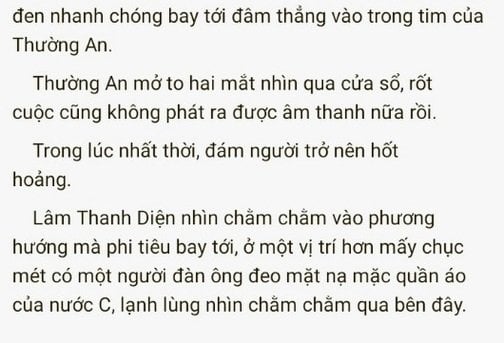 đen nhanh chóng bay tới đâm thẳng vào trong tim của
Thường An.
Thường An mở to hai mắt nhìn qua cửa sổ, rốt
cuộc cũng không phát ra được âm thanh nữa rồi.
Trong lúc nhất thời, đám người trở nên hốt
hoảng.
Lâm Thanh Diện nhìn chằm chằm vào phương
hướng mà phi tiêu bay tới, ở một vị trí hơn mấy chục
mét có một người đàn ông đeo mặt nạ mặc quần áo
của nước C, lạnh lùng nhìn chằm chằm qua bên đây.